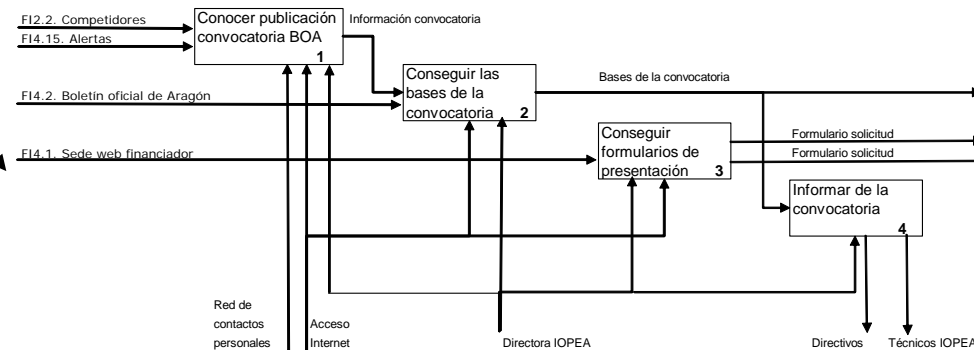 FI2.2. Competidores
FI4.15. Alertas
Conocer publicación
convocatoria BOA
1
Información convocatoria
FI4.2. Boletín oficial de Aragón
Conseguir las
bases de la
convocatoria
2
Bases de la convocatoria
FI4.1. Sede web financiador
Conseguir
formularios de
presentación
3
Formulario solicitud
Formulario solicitud
Informar de la
convocatoria
4
Red de
contactos
personales
Acceso
Internet
Directora IOPEA
Directivos
Técnicos IOPEA